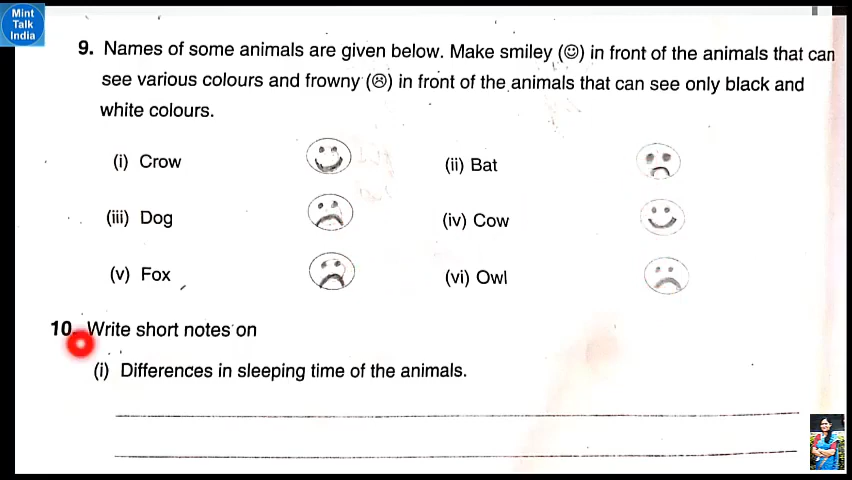 Mint
Talk
India
9. Names of some animals are given below. Make smiley (☺) in front of the animals that can
see various colours and frowny (☹) in front of the animals that can see only black and
white colours.
(i) Crow (ii) Bat
(iii) Dog (iv) Cow
(v) Fox (vi) Owl
10. Write short notes on
(i) Differences in sleeping time of the animals.